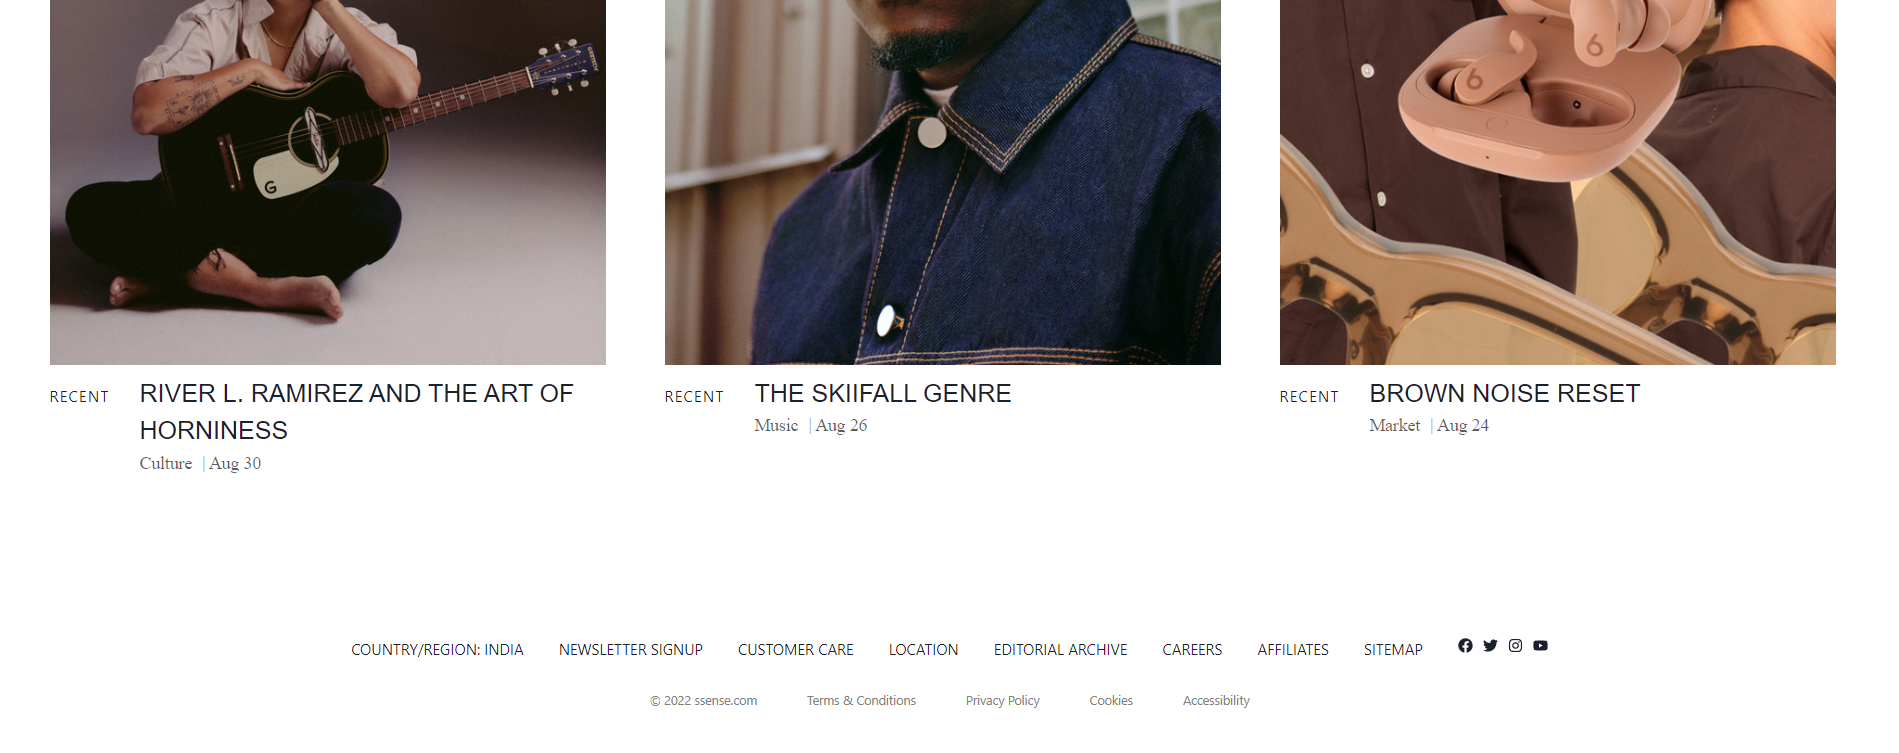 RECENT
RIVER L. RAMIREZ AND THE ART OF
HORNINESS
Culture | Aug 30
RECENT
THE SKIIFALL GENRE
Music | Aug 26
RECENT
BROWN NOISE RESET
Market | Aug 24
COUNTRY/REGION: INDIA NEWSLETTER SIGNUP CUSTOMER CARE LOCATION EDITORIAL ARCHIVE CAREERS AFFILIATES SITEMAP
© 2022 ssense.com Terms & Conditions Privacy Policy Cookies Accessibility